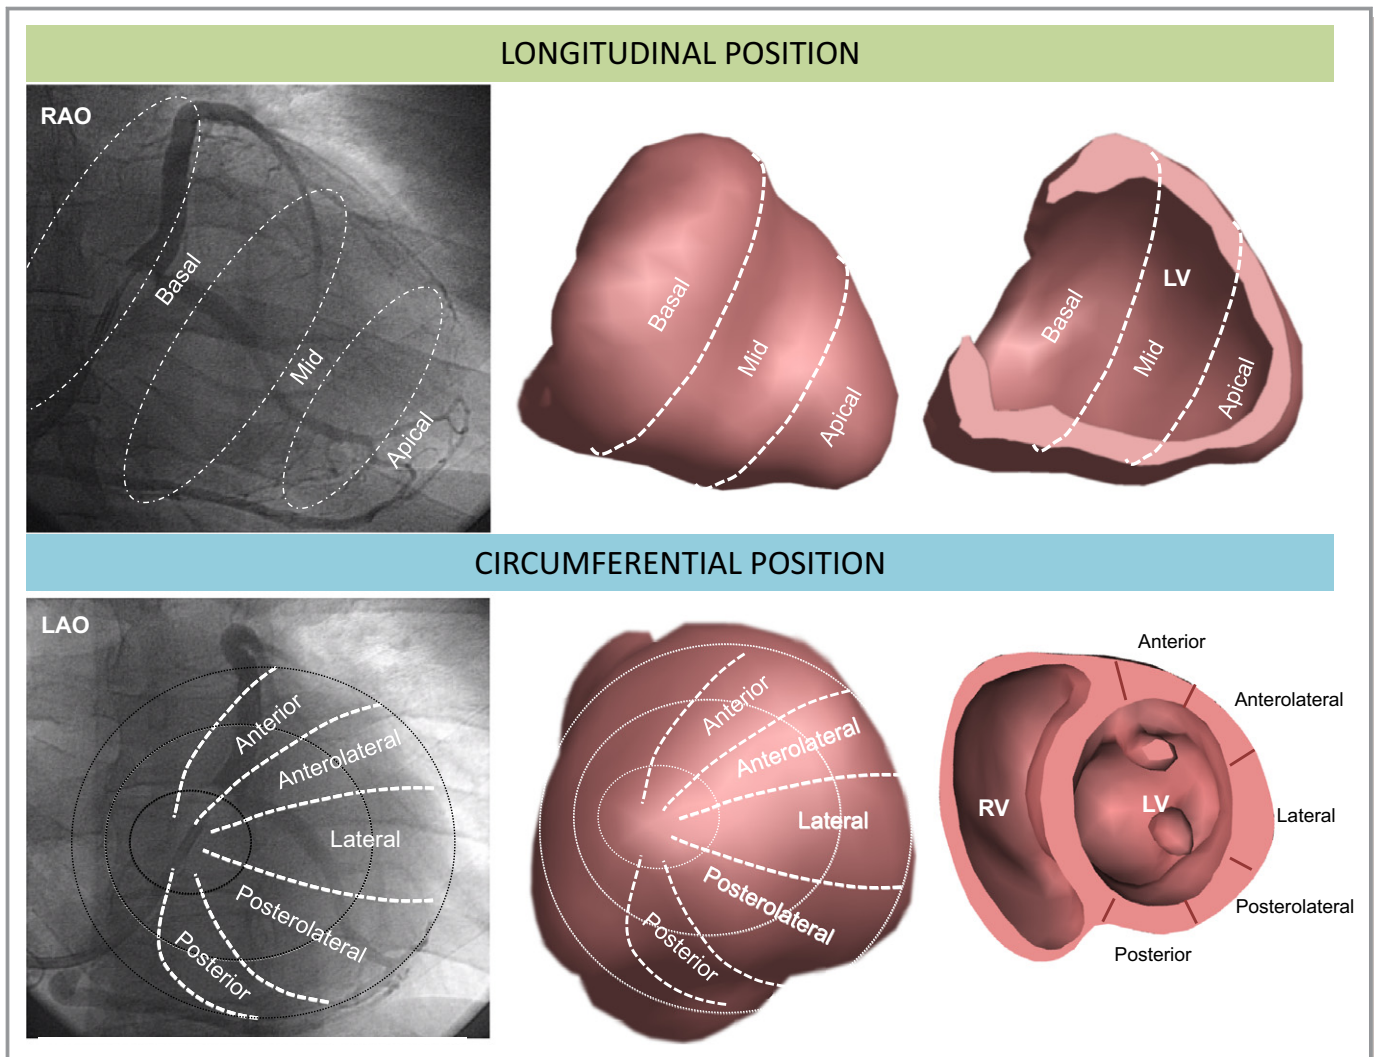 LONGITUDINAL POSITION
RAO
Basal
Mid
Apical
Basal
Mid
Apical
Basal
Mid
Apical
LV
CIRCUMFERENTIAL POSITION
LAO
Anterior
Anterolateral
Lateral
Posterolateral
Posterior
Anterior
Anterolateral
Lateral
Posterolateral
Posterior
Anterior
Anterolateral
Lateral
Posterolateral
Posterior
RV
LV